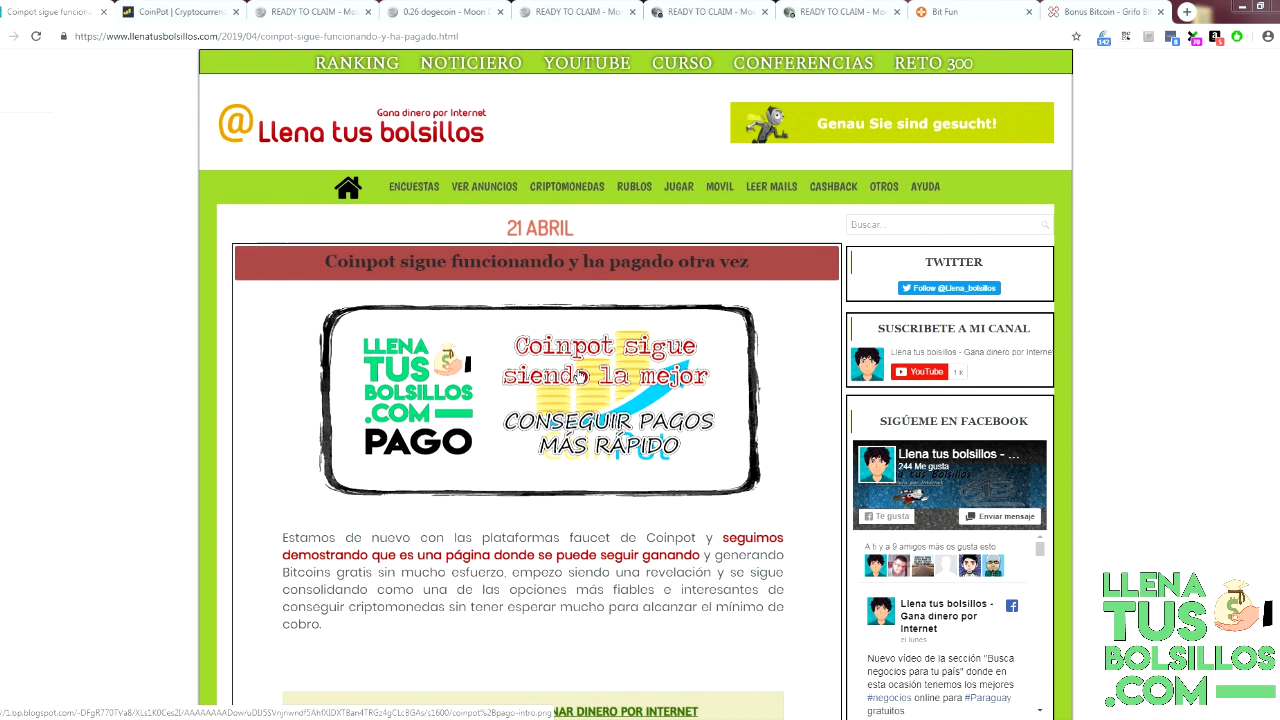 Coinpot sigue funciona
CoinPot | Cryptocurrenc
READY TO CLAIM - Moo
0.26 dogecoin - Moon D
READY TO CLAIM - Moo
READY TO CLAIM - Moo
READY TO CLAIM - Moo
Bit Fun
Bonus Bitcoin - Grifo Bi
https://www.llenatusbolsillos.com/2019/04/coinpot-sigue-funcionando-y-ha-pagado.html
RANKING NOTICIERO YOUTUBE CURSO CONFERENCIAS RETO 300
Gana dinero por Internet
@Llena tus bolsillos
Genau Sie sind gesucht!
ENCUESTAS VER ANUNCIOS CRIPTOMONEDAS RUBLOS JUGAR MOVIL LEER MAILS CASHBACK OTROS AYUDA
21 ABRIL
Coinpot sigue funcionando y ha pagado otra vez
LLENA
TUS
BOLSILLOS
.COM
PAGO
Coinpot sigue
siendo la mejor
CONSEGUIR PAGOS
MÁS RÁPIDO
Estamos de nuevo con las plataformas faucet de Coinpot y seguimos
demostrando que es una página donde se puede seguir ganando y generando
Bitcoins gratis sin mucho esfuerzo, empezo siendo una revelación y se sigue
consolidando como una de las opciones más fiables e interesantes de
conseguir criptomonedas sin tener esperar mucho para alcanzar el mínimo de
cobro.
NAR DINERO POR INTERNET
Buscar...
TWITTER
Follow @Llena_bolsillos
SUSCRIBETE A MI CANAL
Llena tus bolsillos - Gana dinero por Internet
YouTube 1 k
SIGÚEME EN FACEBOOK
Llena tus bolsillos - ...
244 Me gusta
Te gusta
Enviar mensaje
A ti y a 9 amigos más os gusta esto
Llena tus bolsillos -
Gana dinero por
Internet
el lunes
Nuevo vídeo de la sección "Busca
negocios para tu país" donde en
esta ocasión tenemos los mejores
#negocios online para #Paraguay
gratuitos
LLENA
TUS
BOLSILLOS
.COM